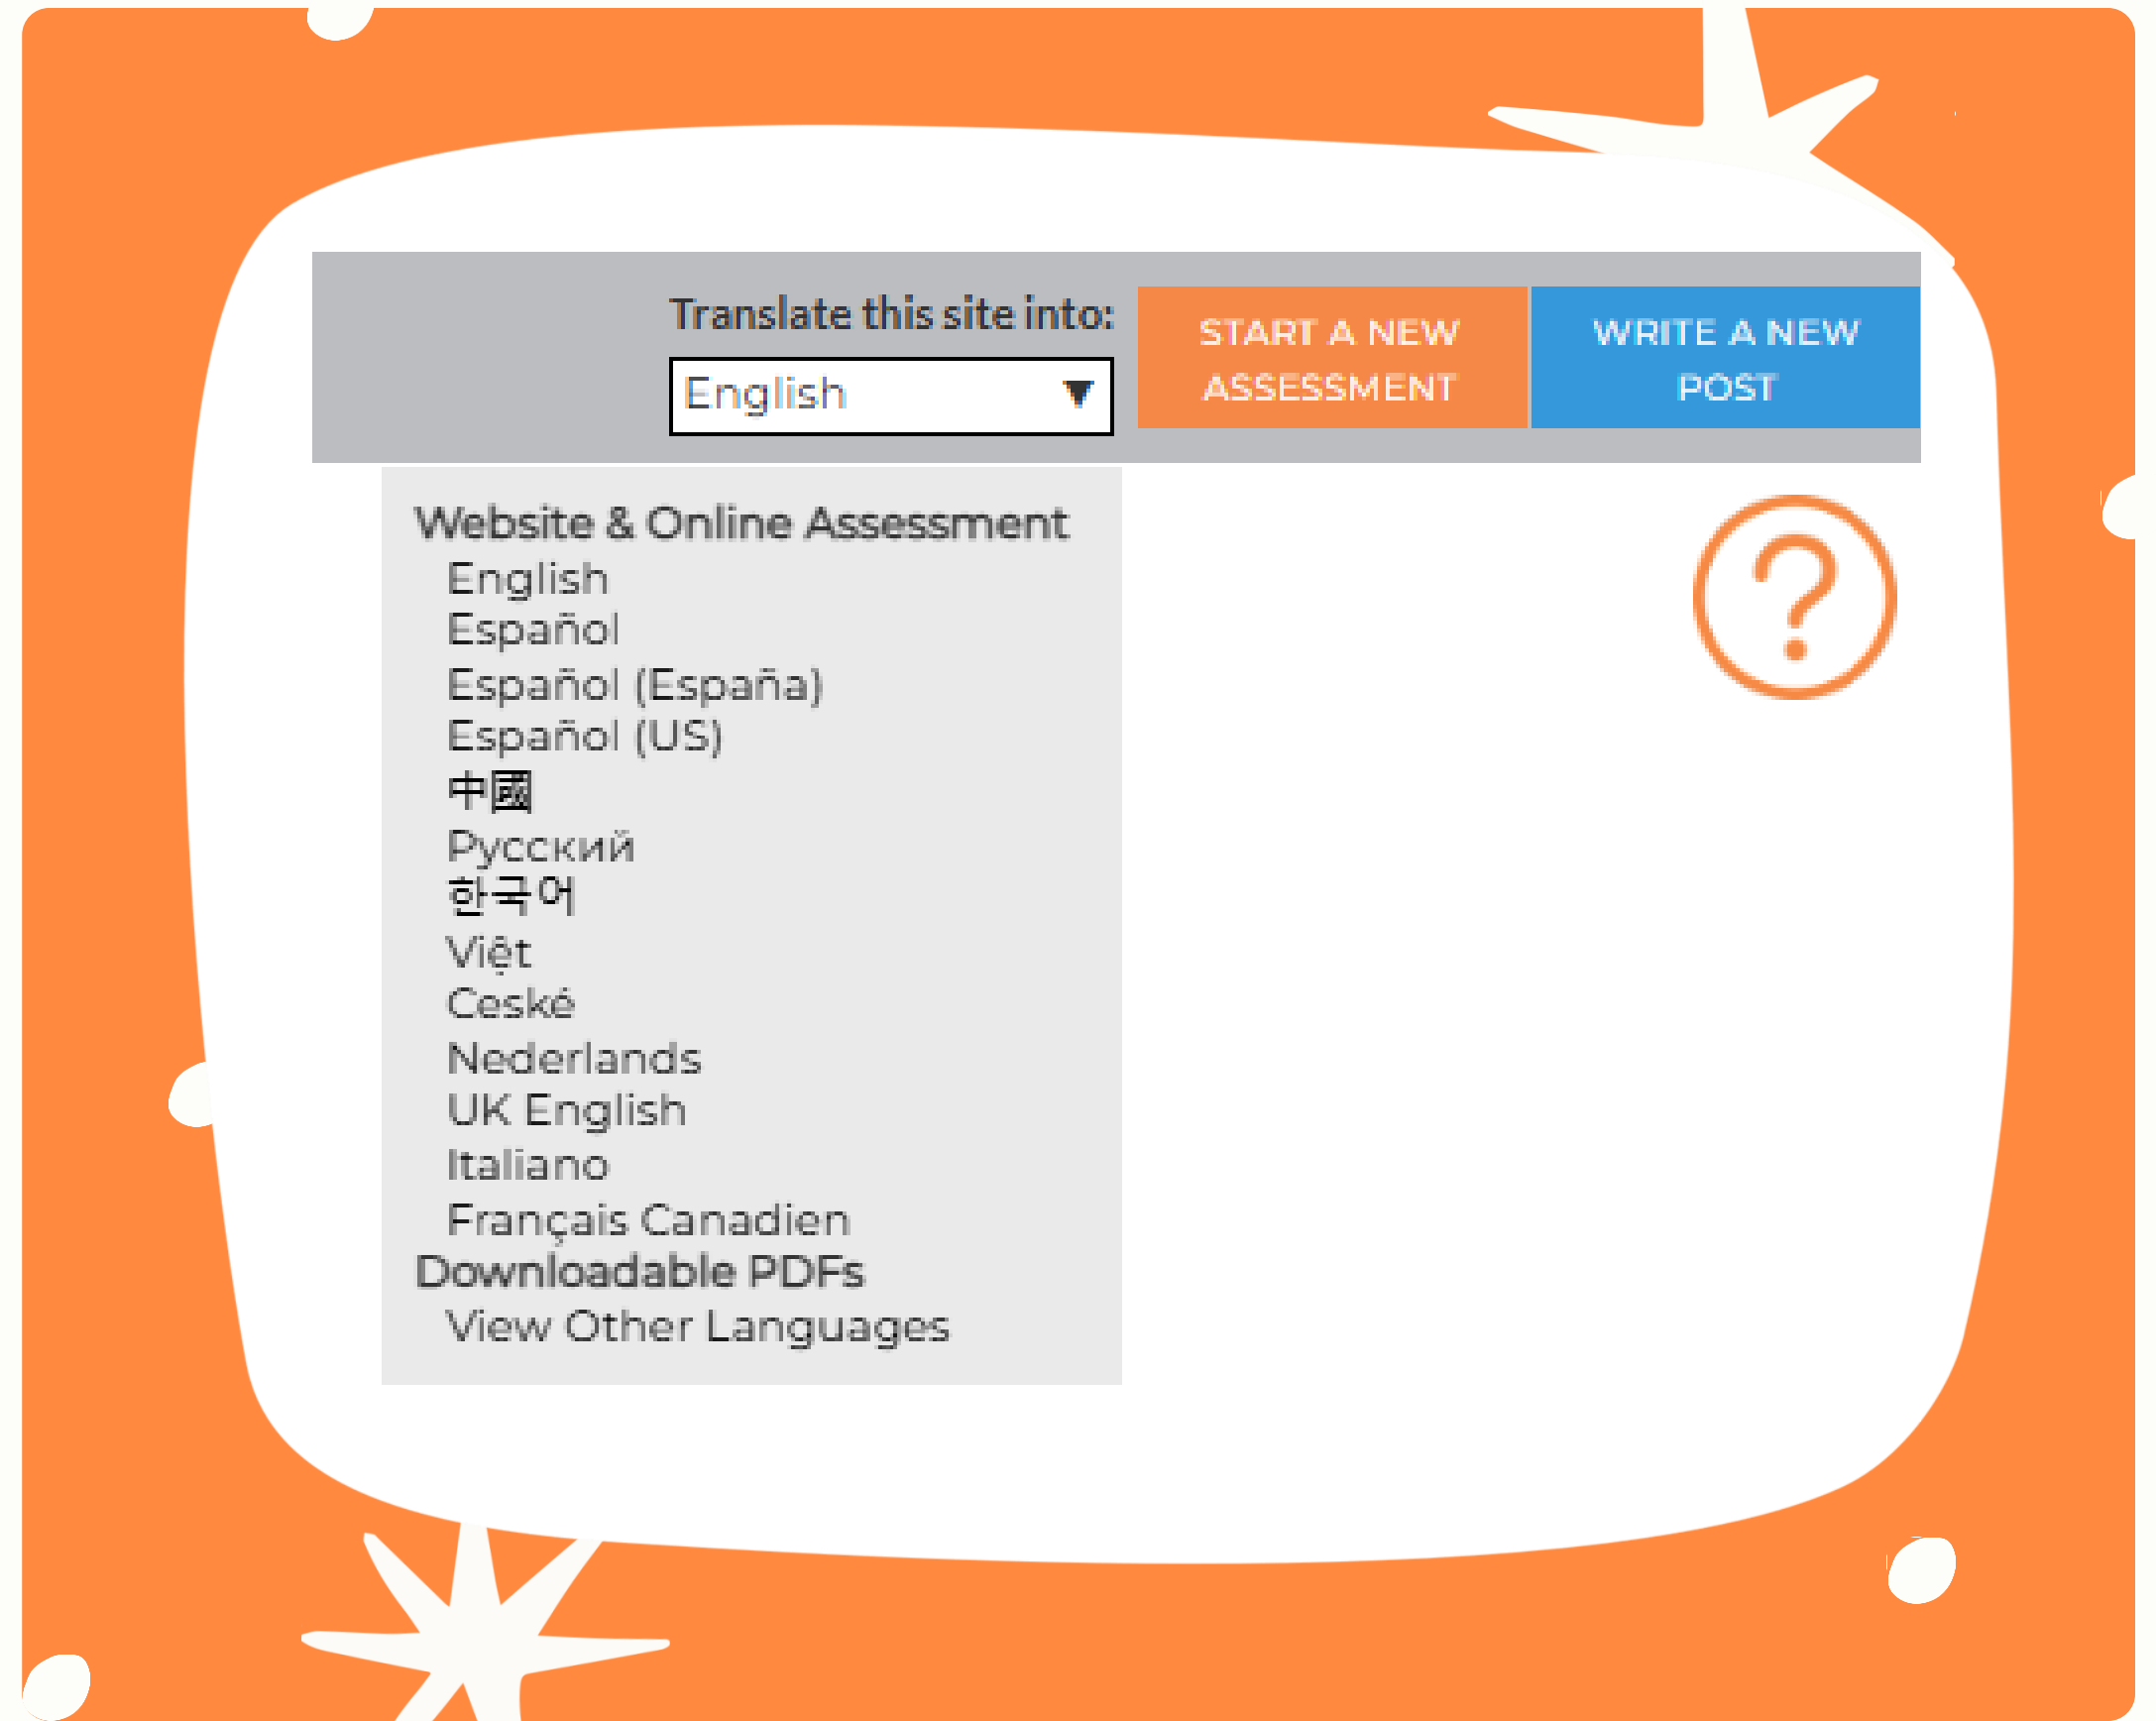 Translate this site into:
English ▼
START A NEW
ASSESSMENT
WRITE A NEW
POST
?
Website & Online Assessment
English
Español
Español (España)
Español (US)
中國
Русский
한국어
Việt
Ceské
Nederlands
UK English
Italiano
Français Canadien
Downloadable PDFs
View Other Languages